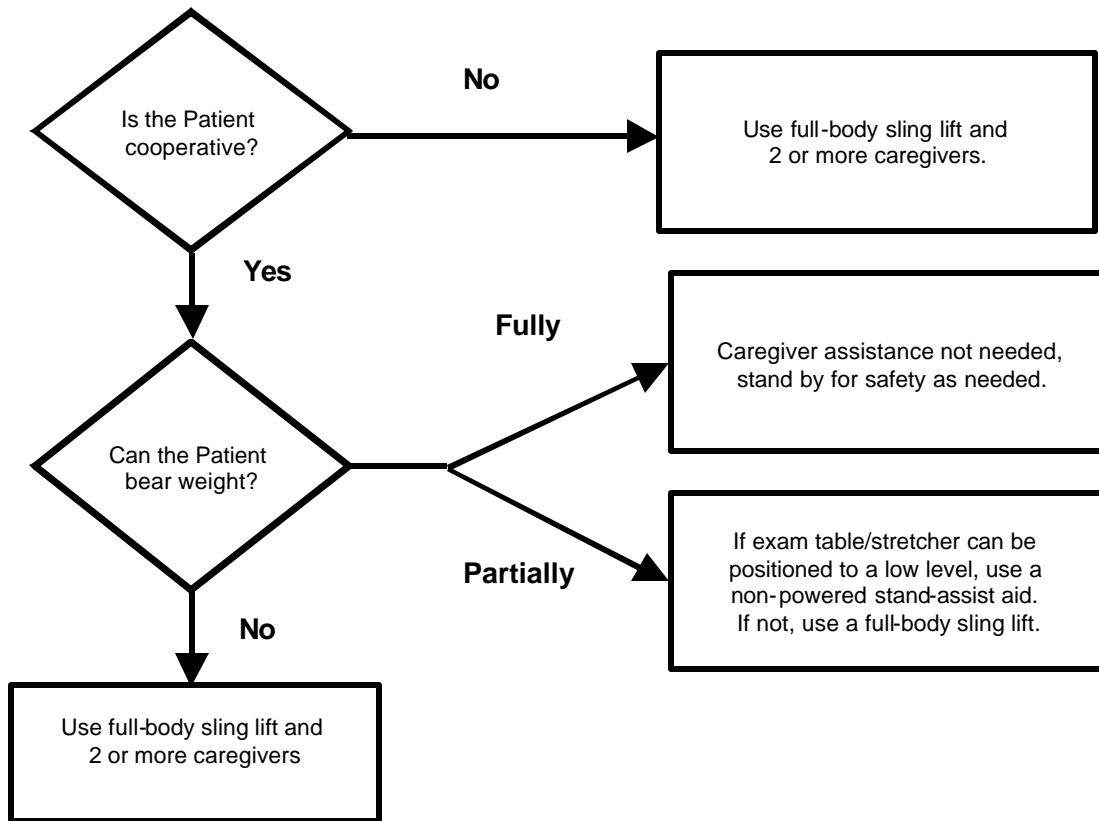 Is the Patient
cooperative?
No
Use full-body sling lift and
2 or more caregivers.
Yes
Can the Patient
bear weight?
Fully
Caregiver assistance not needed,
stand by for safety as needed.
Partially
If exam table/stretcher can be
positioned to a low level, use a
non-powered stand-assist aid.
If not, use a full-body sling lift.
No
Use full-body sling lift and
2 or more caregivers